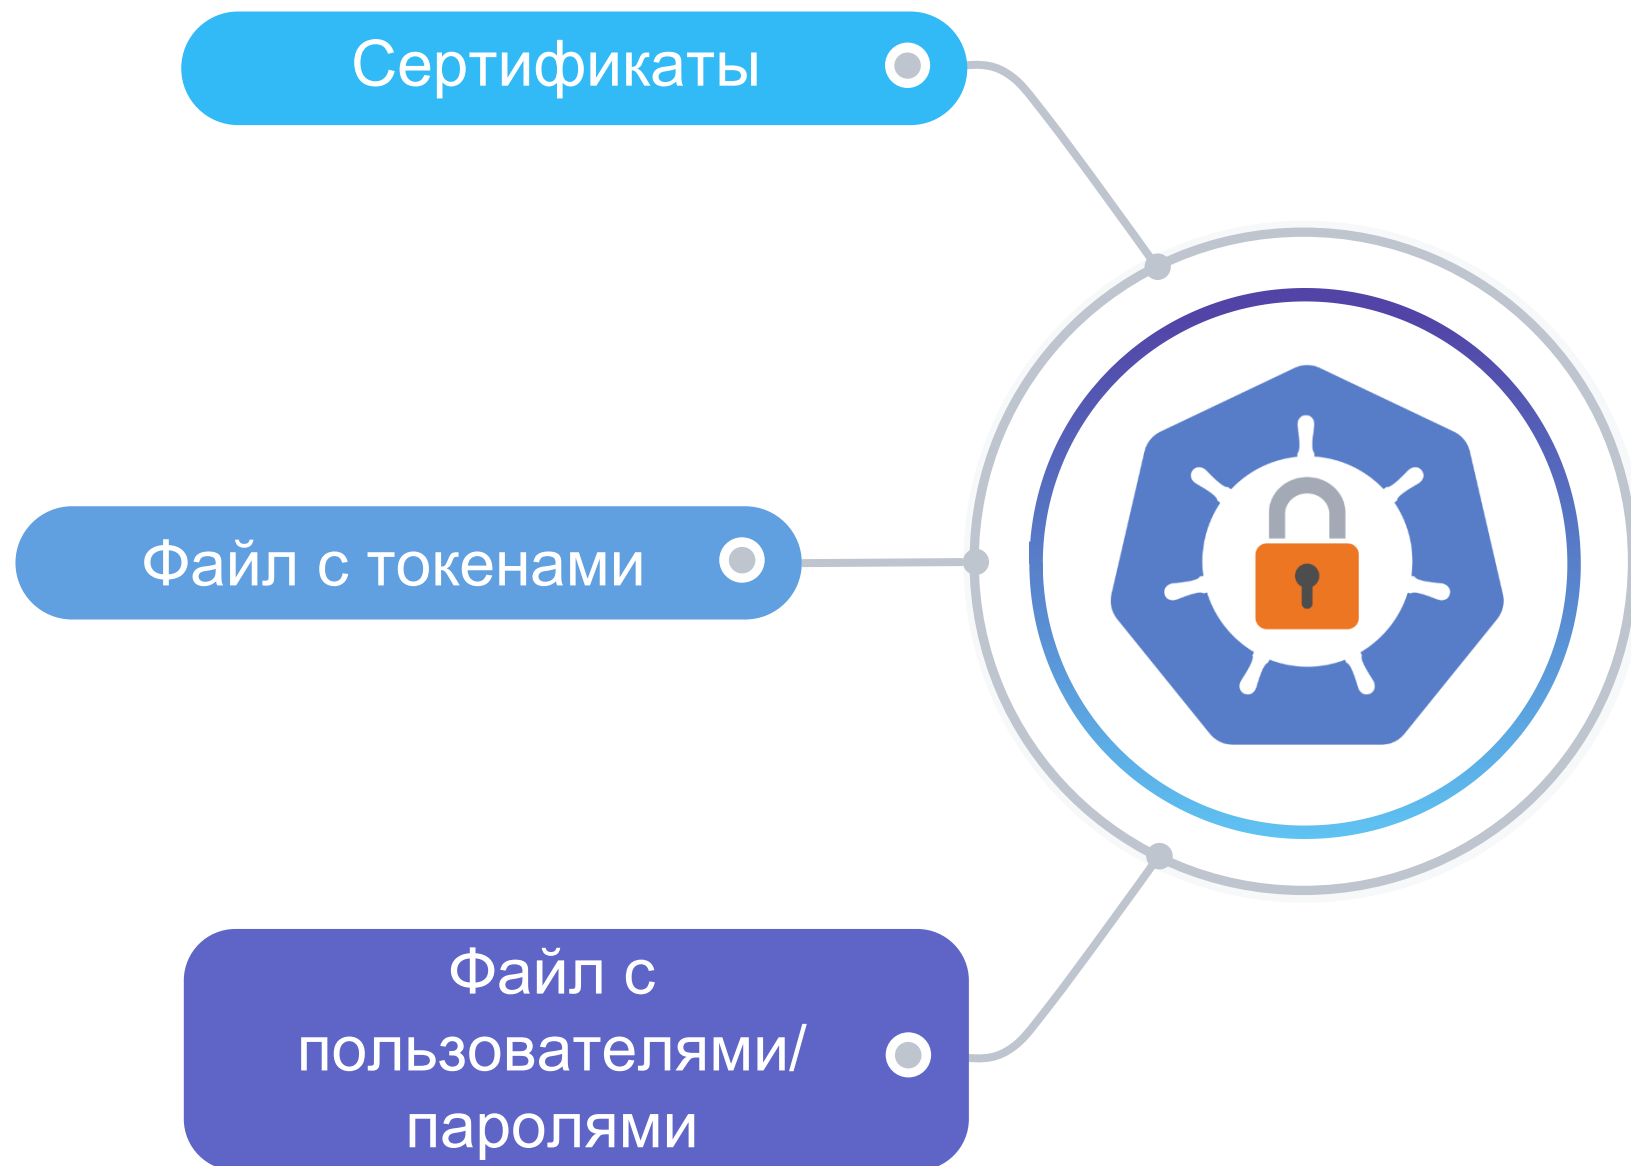 Сертификаты
Файл с токенами
Файл с
пользователями/
паролями